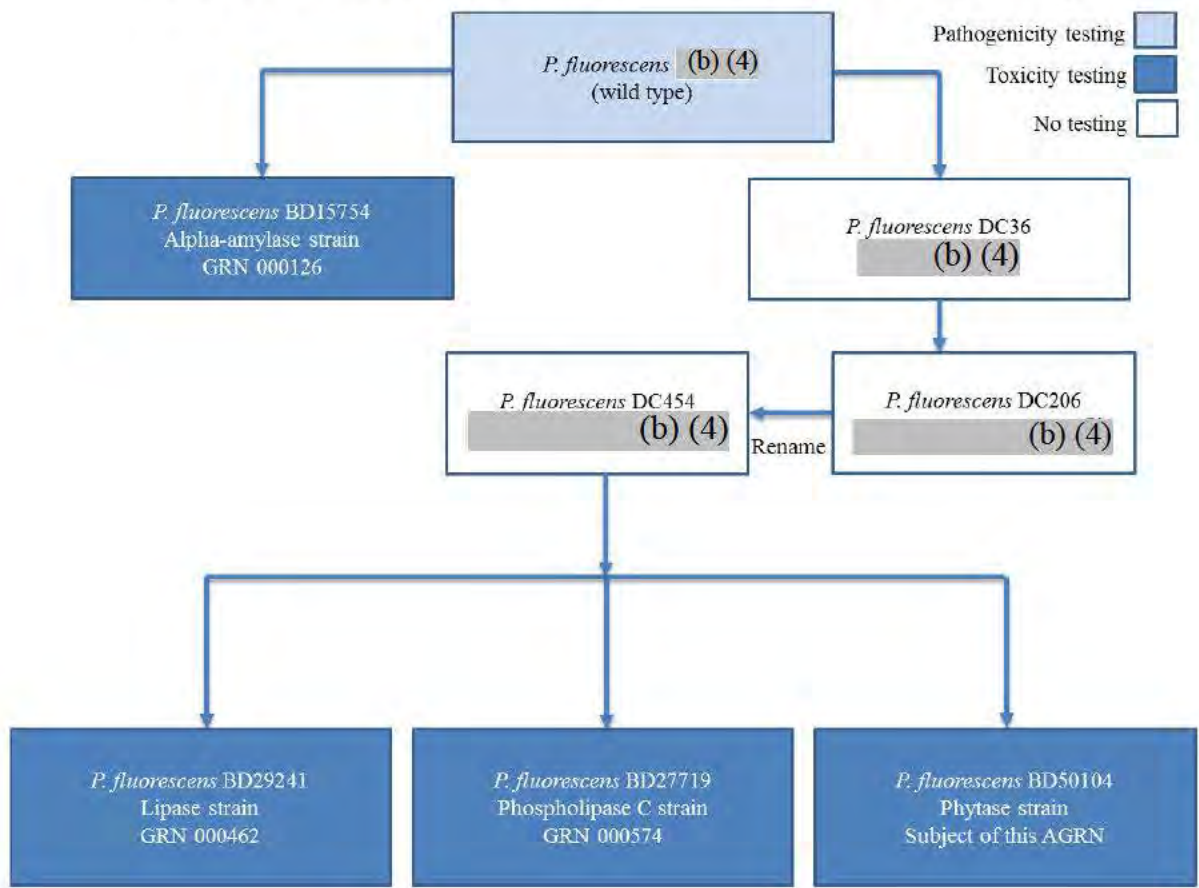 Pathogenicity testing
Toxicity testing
No testing
P. fluorescens (b) (4)
(wild type)
P. fluorescens BD15754
Alpha-amylase strain
GRN 000126
P. fluorescens DC36
(b) (4)
P. fluorescens DC454
(b) (4)
Rename
P. fluorescens DC206
(b) (4)
P. fluorescens BD29241
Lipase strain
GRN 000462
P. fluorescens BD27719
Phospholipase C strain
GRN 000574
P. fluorescens BD50104
Phytase strain
Subject of this AGRN